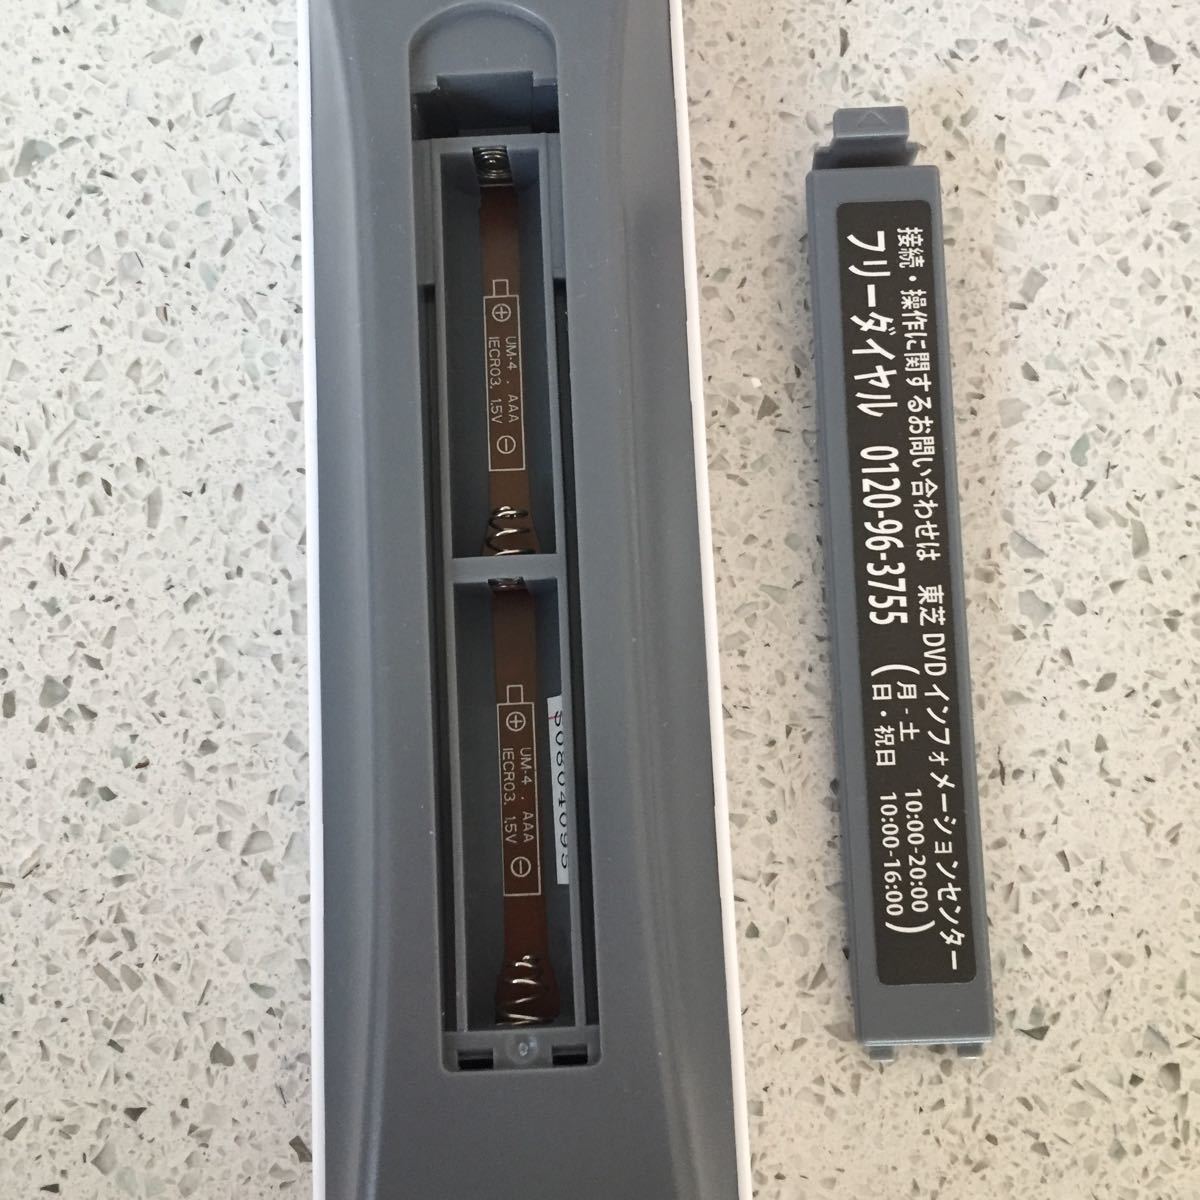 ⊕ UM-4 . AAA ⊖
IECR03. 1.5V
⊕ UM-4 . AAA ⊖
IECR03. 1.5V
接続・操作に関するお問い合わせは 東芝 DVD インフォメーションセンター
フリーダイヤル 0120-96-3755 (月-土 10:00-20:00
日・祝日 10:00-16:00)